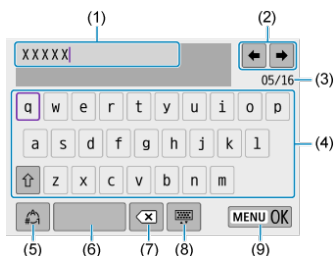 (1)
(2)
XXXXX
05/16
(3)
q w e r t y u i o p
a s d f g h j k l
z x c v b n m
(4)
MENU OK
(5)
(6)
(7)
(8)
(9)